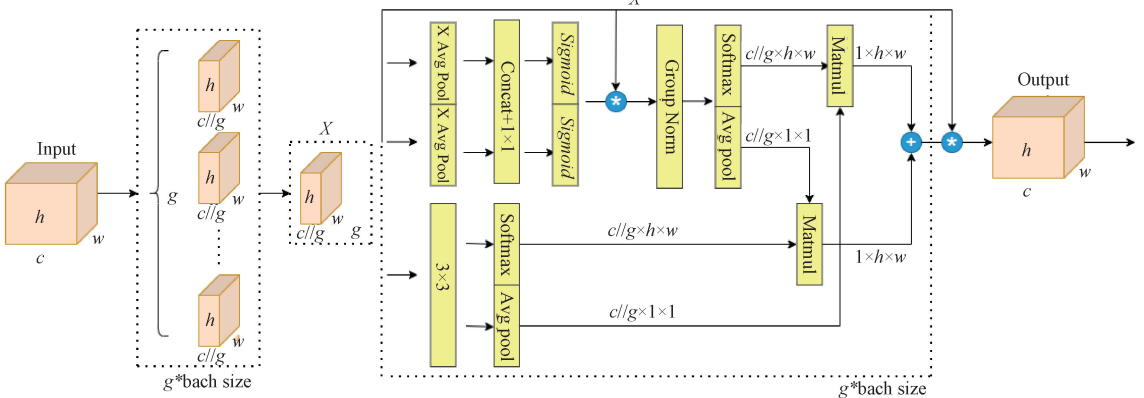 Input
h
w
c
g
h
w
c//g
h
w
c//g
h
w
c//g
g*bach size
X
h
w
c//g
g
X Avg Pool
X Avg Pool
Concat+1×1
Sigmoid
Sigmoid
*
Group Norm
Softmax
Avg pool
c//g×h×w
c//g×1×1
Matmul
1×h×w
3×3
Softmax
Avg pool
c//g×h×w
c//g×1×1
Matmul
1×h×w
+
*
g*bach size
Output
h
w
c